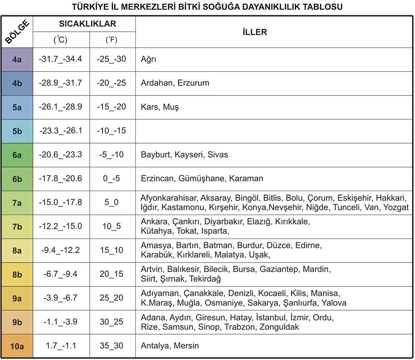 TÜRKİYE İL MERKEZLERİ BİTKİ SOĞUĞA DAYANIKLILIK TABLOSU
BÖLGE SICAKLIKLAR İLLER
(°C) (°F)
4a -31.7_-34.4 -25_-30 Ağrı
4b -28.9_-31.7 -20_-25 Ardahan, Erzurum
5a -26.1_-28.9 -15_-20 Kars, Muş
5b -23.3_-26.1 -10_-15
6a -20.6_-23.3 -5_-10 Bayburt, Kayseri, Sivas
6b -17.8_-20.6 0_-5 Erzincan, Gümüşhane, Karaman
7a -15.0_-17.8 5_0 Afyonkarahisar, Aksaray, Bingöl, Bitlis, Bolu, Çorum, Eskişehir, Hakkari,
Iğdır, Kastamonu, Kırşehir, Konya,Nevşehir, Niğde, Tunceli, Van, Yozgat
7b -12.2_-15.0 10_5 Ankara, Çankırı, Diyarbakır, Elazığ, Kırıkkale,
Kütahya, Tokat, Isparta,
8a -9.4_-12.2 15_10 Amasya, Bartın, Batman, Burdur, Düzce, Edirne,
Karabük, Kırklareli, Malatya, Uşak,
8b -6.7_-9.4 20_15 Artvin, Balıkesir, Bilecik, Bursa, Gaziantep, Mardin,
Siirt, Şırnak, Tekirdağ
9a -3.9_-6.7 25_20 Adıyaman, Çanakkale, Denizli, Kocaeli, Kilis, Manisa,
K.Maraş, Muğla, Osmaniye, Sakarya, Şanlıurfa, Yalova
9b -1.1_-3.9 30_25 Adana, Aydın, Giresun, Hatay, İstanbul, İzmir, Ordu,
Rize, Samsun, Sinop, Trabzon, Zonguldak
10a 1.7_-1.1 35_30 Antalya, Mersin